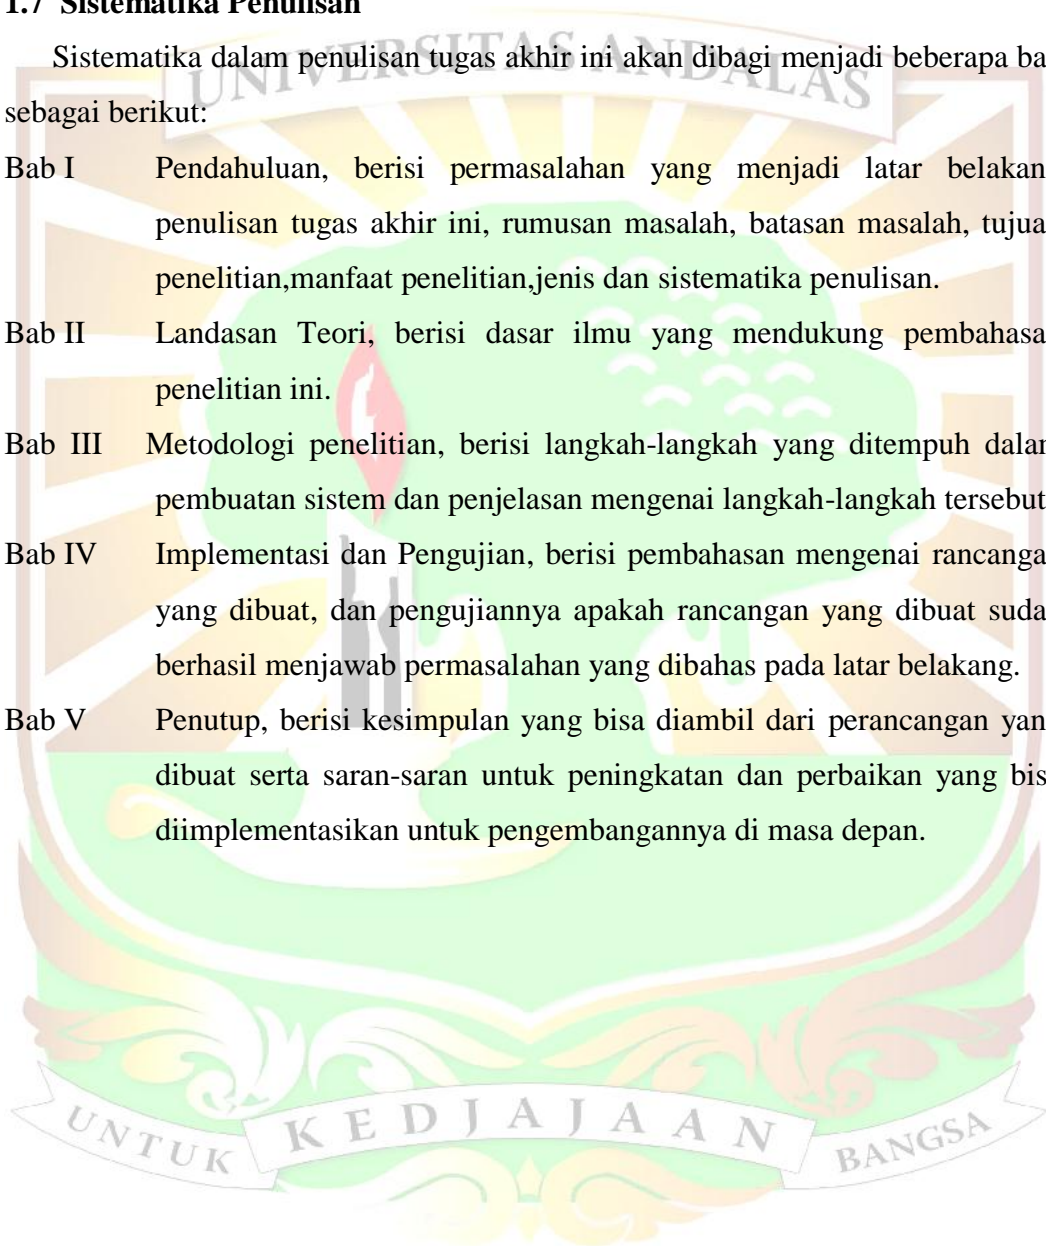 1.7 Sistematika Penulisan
UNIVERSITAS ANDALAS
Sistematika dalam penulisan tugas akhir ini akan dibagi menjadi beberapa ba
sebagai berikut:
Bab I Pendahuluan, berisi permasalahan yang menjadi latar belakan
penulisan tugas akhir ini, rumusan masalah, batasan masalah, tujua
penelitian,manfaat penelitian,jenis dan sistematika penulisan.
Bab II Landasan Teori, berisi dasar ilmu yang mendukung pembahasa
penelitian ini.
Bab III Metodologi penelitian, berisi langkah-langkah yang ditempuh dalam
pembuatan sistem dan penjelasan mengenai langkah-langkah tersebut
Bab IV Implementasi dan Pengujian, berisi pembahasan mengenai rancanga
yang dibuat, dan pengujiannya apakah rancangan yang dibuat suda
berhasil menjawab permasalahan yang dibahas pada latar belakang.
Bab V Penutup, berisi kesimpulan yang bisa diambil dari perancangan yan
dibuat serta saran-saran untuk peningkatan dan perbaikan yang bis
diimplementasikan untuk pengembangannya di masa depan.
UNTUK KEDJAJAAN BANGSA